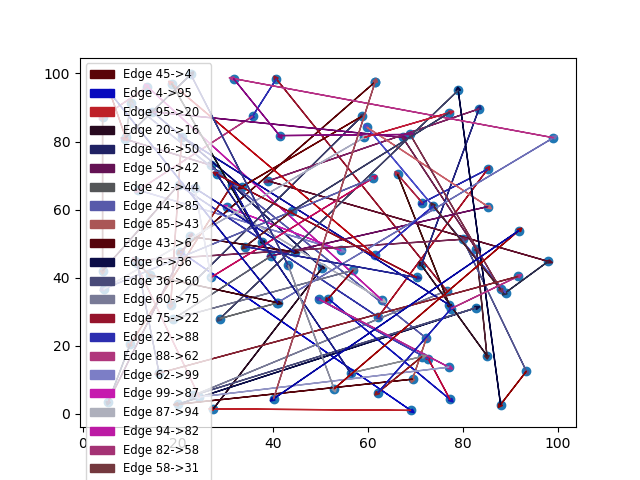 100
80
60
40
20
0
0
20
40
60
80
100
Edge 45->4
Edge 4->95
Edge 95->20
Edge 20->16
Edge 16->50
Edge 50->42
Edge 42->44
Edge 44->85
Edge 85->43
Edge 43->6
Edge 6->36
Edge 36->60
Edge 60->75
Edge 75->22
Edge 22->88
Edge 88->62
Edge 62->99
Edge 99->87
Edge 87->94
Edge 94->82
Edge 82->58
Edge 58->31